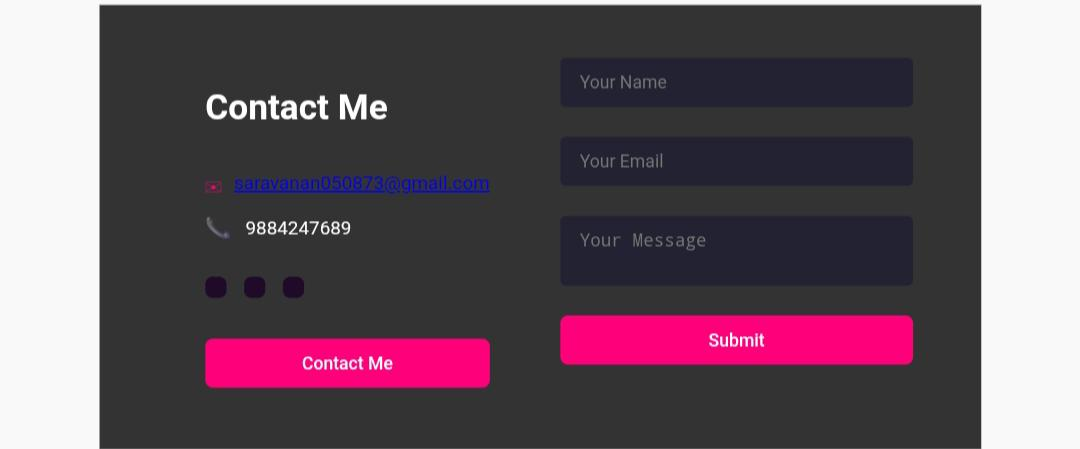 Contact Me
saravanan050873@gmail.com
9884247689
Contact Me
Your Name
Your Email
Your Message
Submit